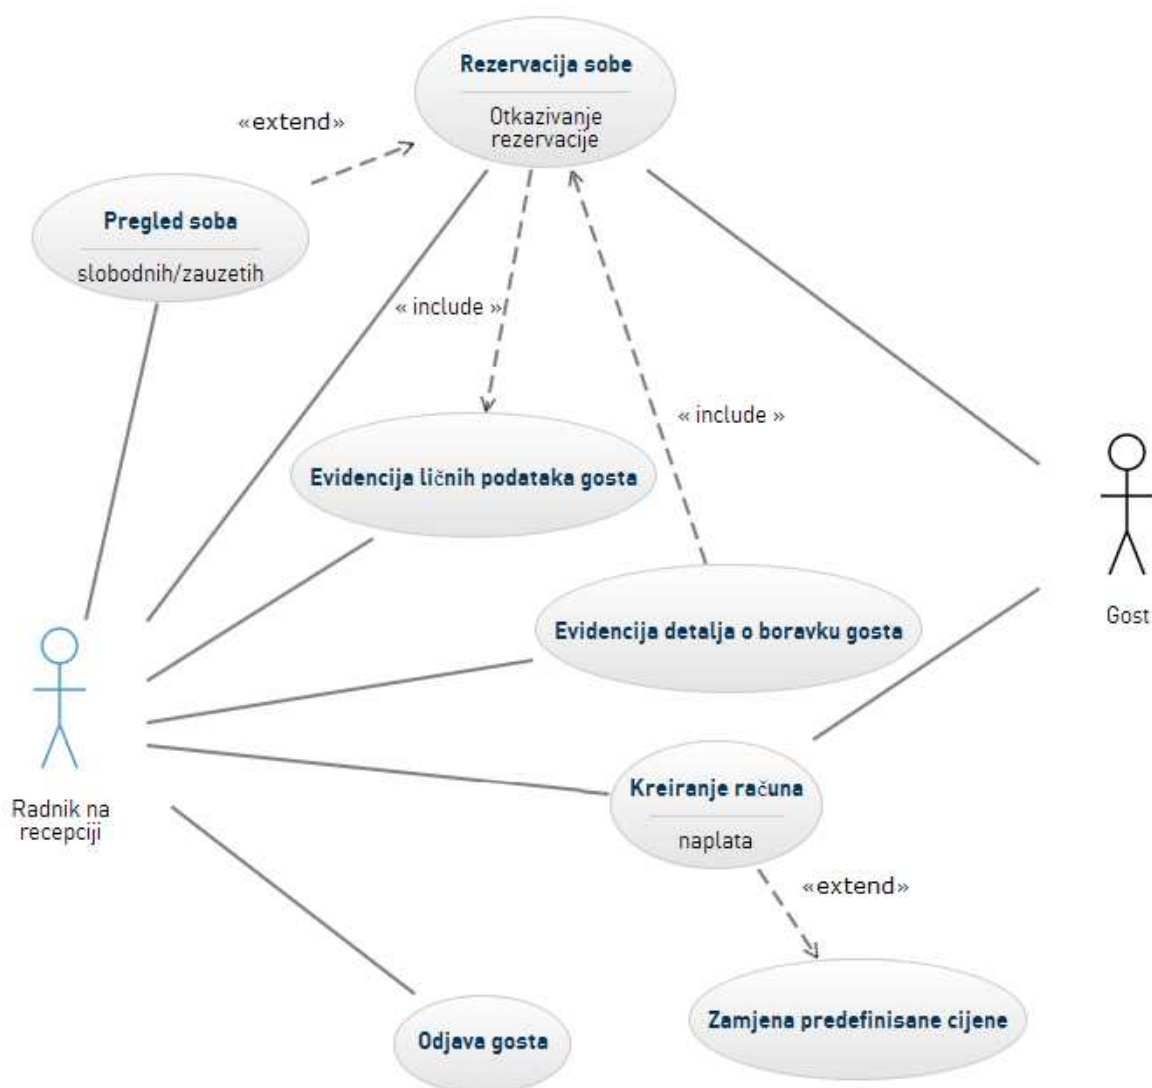 Rezervacija sobe
Otkazivanje
rezervacije
«extend»
Pregled soba
slobodnih/zauzetih
« include »
« include »
Evidencija ličnih podataka gosta
Evidencija detalja o boravku gosta
Gost
Radnik na
recepciji
Kreiranje računa
naplata
«extend»
Zamjena predefinisane cijene
Odjava gosta